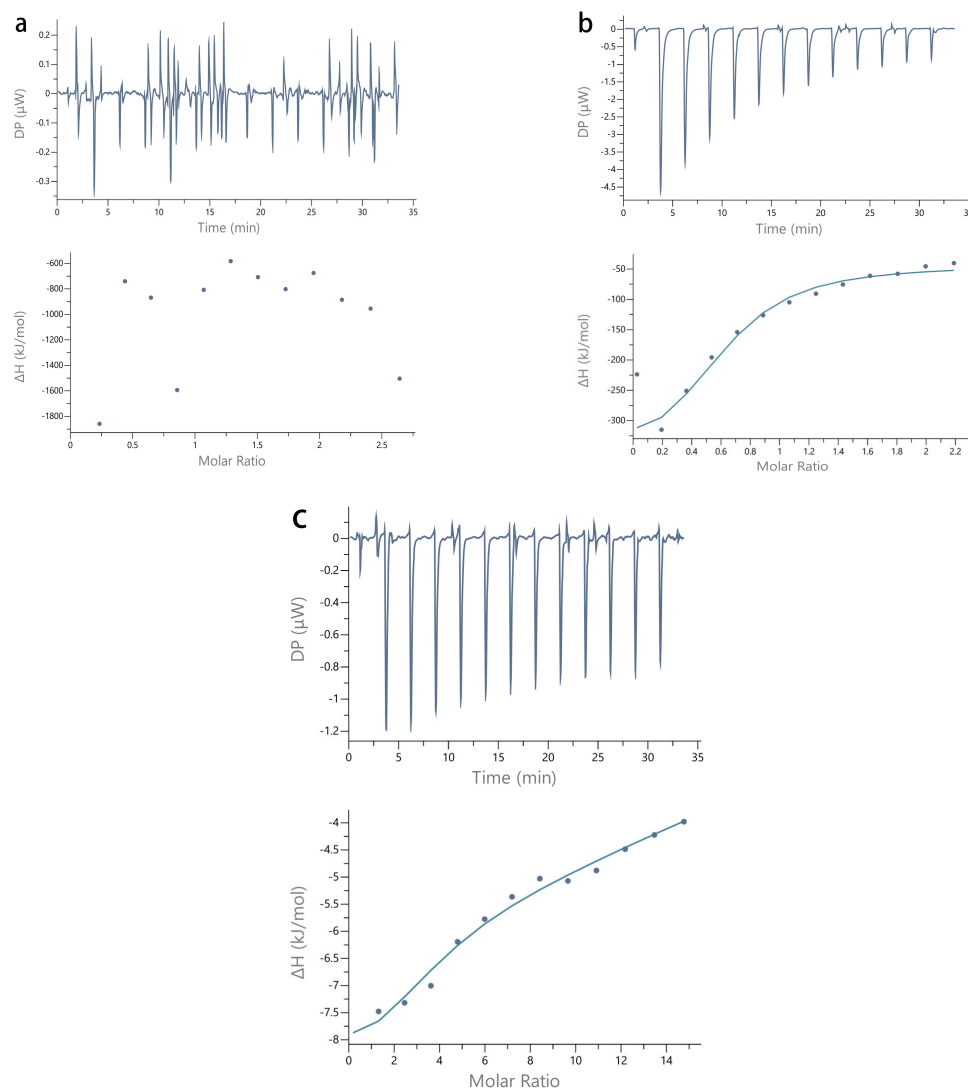 a
0.2
0.1
0
-0.1
-0.2
-0.3
DP (μW)
0 5 10 15 20 25 30 35
Time (min)
-600
-800
-1000
-1200
-1400
-1600
-1800
ΔH (kJ/mol)
0 0.5 1 1.5 2 2.5
Molar Ratio
b
0
-0.5
-1
-1.5
-2
-2.5
-3
-3.5
-4
-4.5
DP (μW)
0 5 10 15 20 25 30 35
Time (min)
-50
-100
-150
-200
-250
-300
ΔH (kJ/mol)
0 0.2 0.4 0.6 0.8 1 1.2 1.4 1.6 1.8 2 2.2
Molar Ratio
c
0
-0.2
-0.4
-0.6
-0.8
-1
-1.2
DP (μW)
0 5 10 15 20 25 30 35
Time (min)
-4
-4.5
-5
-5.5
-6
-6.5
-7
-7.5
-8
ΔH (kJ/mol)
0 2 4 6 8 10 12 14
Molar Ratio